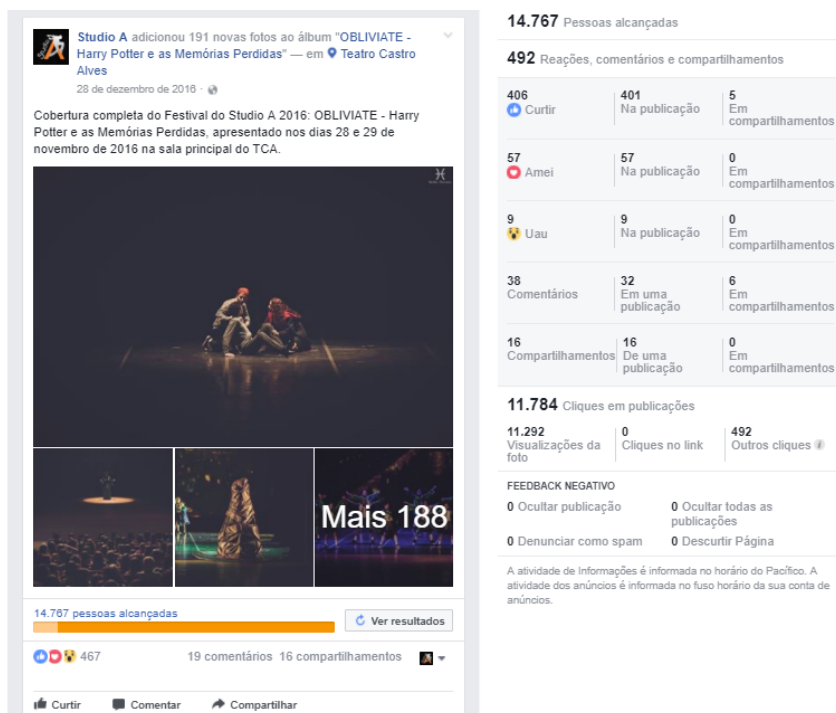 Studio A adicionou 191 novas fotos ao álbum "OBLIVIATE -
Harry Potter e as Memórias Perdidas" — em Teatro Castro
Alves
28 de dezembro de 2016 ·
Cobertura completa do Festival do Studio A 2016: OBLIVIATE - Harry
Potter e as Memórias Perdidas, apresentado nos dias 28 e 29 de
novembro de 2016 na sala principal do TCA.
Mais 188
14.767 pessoas alcançadas
Ver resultados
467
19 comentários 16 compartilhamentos
Curtir Comentar Compartilhar
14.767 Pessoas alcançadas
492 Reações, comentários e compartilhamentos
406
Curtir
401
Na publicação
5
Em
compartilhamentos
57
Amei
57
Na publicação
0
Em
compartilhamentos
9
Uau
9
Na publicação
0
Em
compartilhamentos
38
Comentários
32
Em uma
publicação
6
Em
compartilhamentos
16
Compartilhamentos
16
De uma
publicação
0
Em
compartilhamentos
11.784 Cliques em publicações
11.292
Visualizações da
foto
0
Cliques no link
492
Outros cliques
FEEDBACK NEGATIVO
0 Ocultar publicação
0 Ocultar todas as
publicações
0 Denunciar como spam
0 Descurtir Página
A atividade de Informações é informada no horário do Pacífico. A
atividade dos anúncios é informada no fuso horário da sua conta de
anúncios.